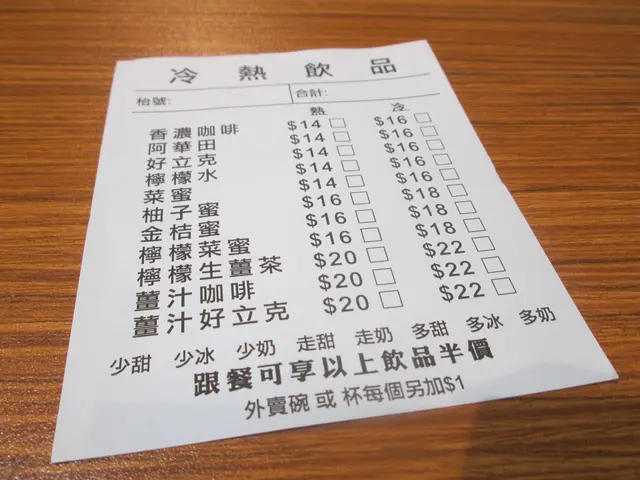 冷 熱 飲 品
枱號: 合計:
熱 冷
香濃咖啡 $14 □ $16 □
阿華田 $14 □ $16 □
好立克 $14 □ $16 □
檸檬水 $14 □ $16 □
菜蜜 $14 □ $16 □
柚子蜜 $16 □ $18 □
金桔蜜 $16 □ $18 □
檸檬菜蜜 $16 □ $18 □
檸檬生薑茶 $20 □ $22 □
薑汁咖啡 $20 □ $22 □
薑汁好立克 $20 □ $22 □
少甜 少冰 少奶 走甜 走奶 多甜 多冰 多奶
跟餐可享以上飲品半價
外賣碗 或 杯每個另加$1